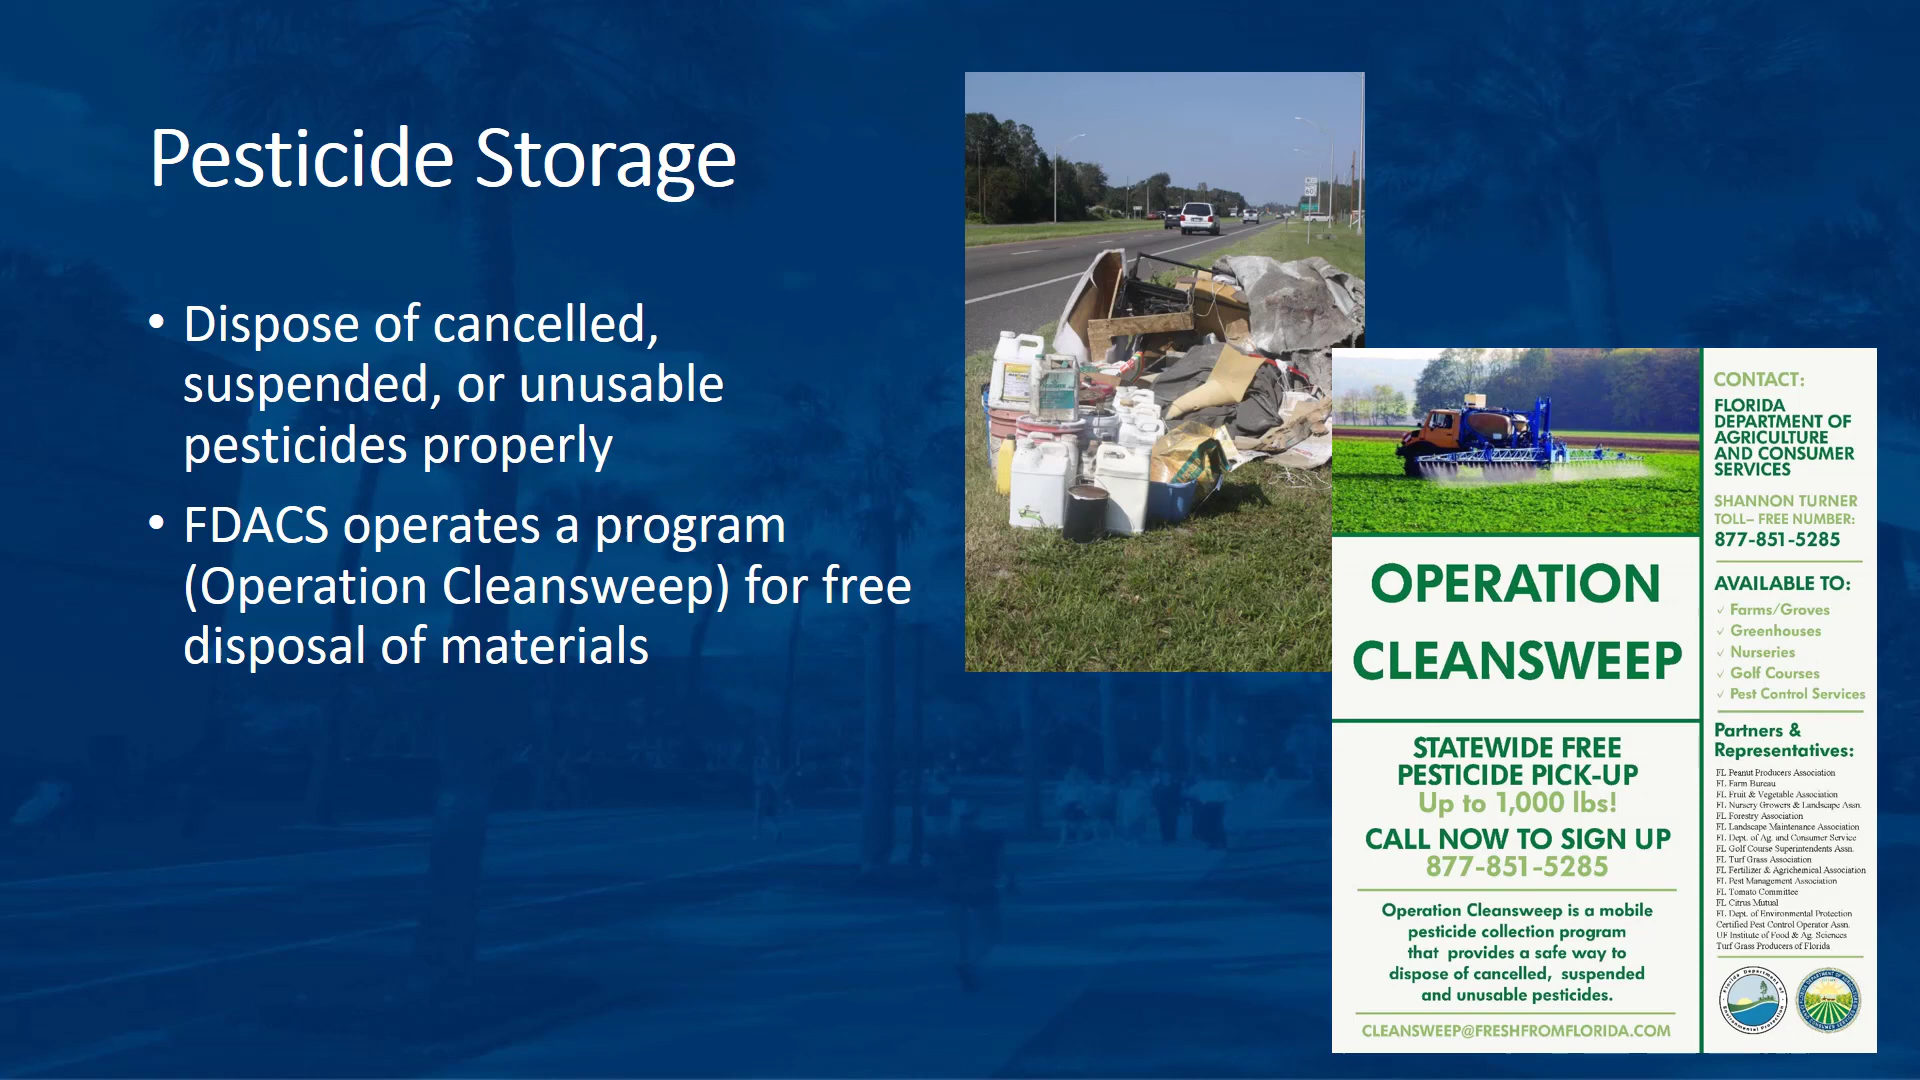 Pesticide Storage
• Dispose of cancelled,
suspended, or unusable
pesticides properly
• FDACS operates a program
(Operation Cleansweep) for free
disposal of materials
OPERATION
CLEANSWEEP
STATEWIDE FREE
PESTICIDE PICK-UP
Up to 1,000 lbs!
CALL NOW TO SIGN UP
877-851-5285
Operation Cleansweep is a mobile
pesticide collection program
that provides a safe way to
dispose of cancelled, suspended
and unusable pesticides.
CLEANSWEEP@FRESHFROMFLORIDA.COM
CONTACT:
FLORIDA
DEPARTMENT OF
AGRICULTURE
AND CONSUMER
SERVICES
SHANNON TURNER
TOLL– FREE NUMBER:
877-851-5285
AVAILABLE TO:
✓ Farms/Groves
✓ Greenhouses
✓ Nurseries
✓ Golf Courses
✓ Pest Control Services
Partners &
Representatives:
FL Peanut Producers Association
FL Farm Bureau
FL Fruit & Vegetable Association
FL Nursery Growers & Landscape Assn.
FL Forestry Association
FL Landscape Maintenance Association
FL Dept. of Ag. and Consumer Service
FL Golf Course Superintendents Assn.
FL Turf Grass Association
FL Fertilizer & Agrichemical Association
FL Pest Management Association
FL Tomato Committee
FL Citrus Mutual
FL Dept. of Environmental Protection
Certified Pest Control Operator Assn.
UF Institute of Food & Ag. Sciences
Turf Grass Producers of Florida
Florida Department of
Environmental Protection